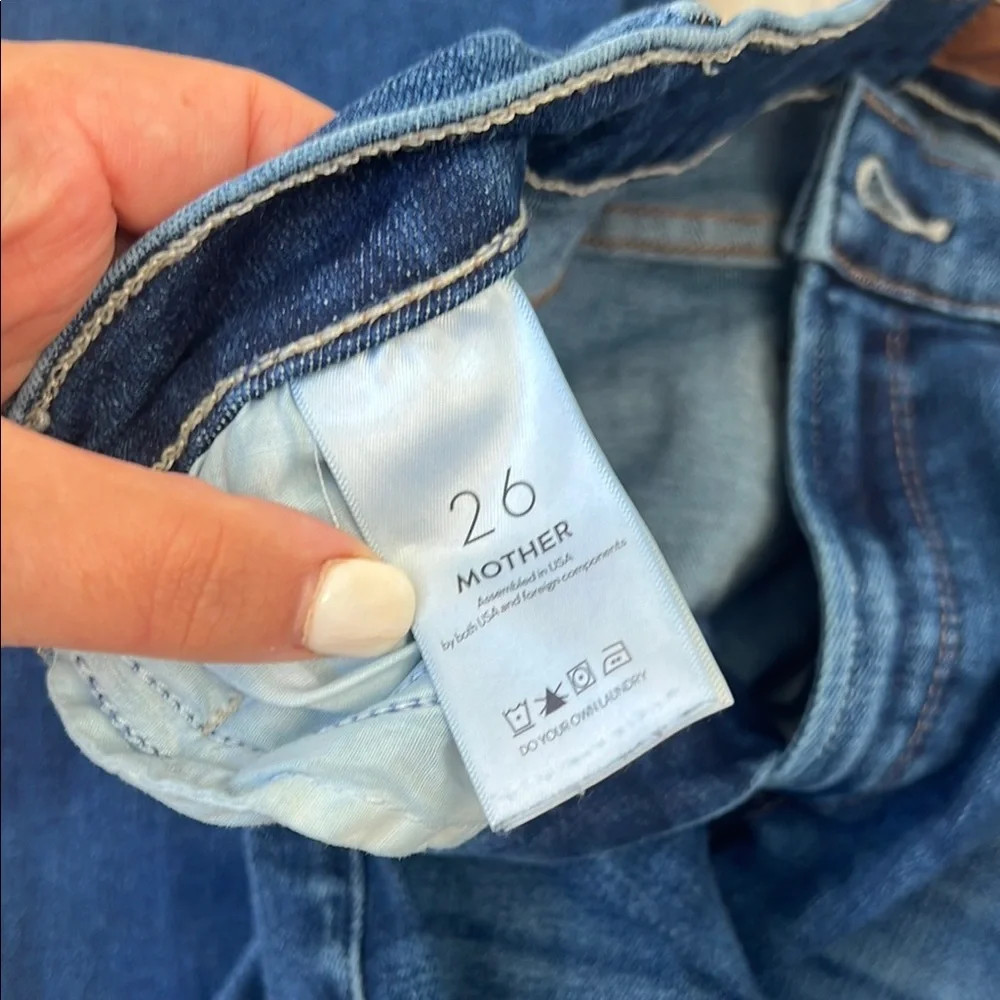 26
MOTHER
Assembled in USA
by both USA and foreign components
DO YOUR OWN LAUNDRY